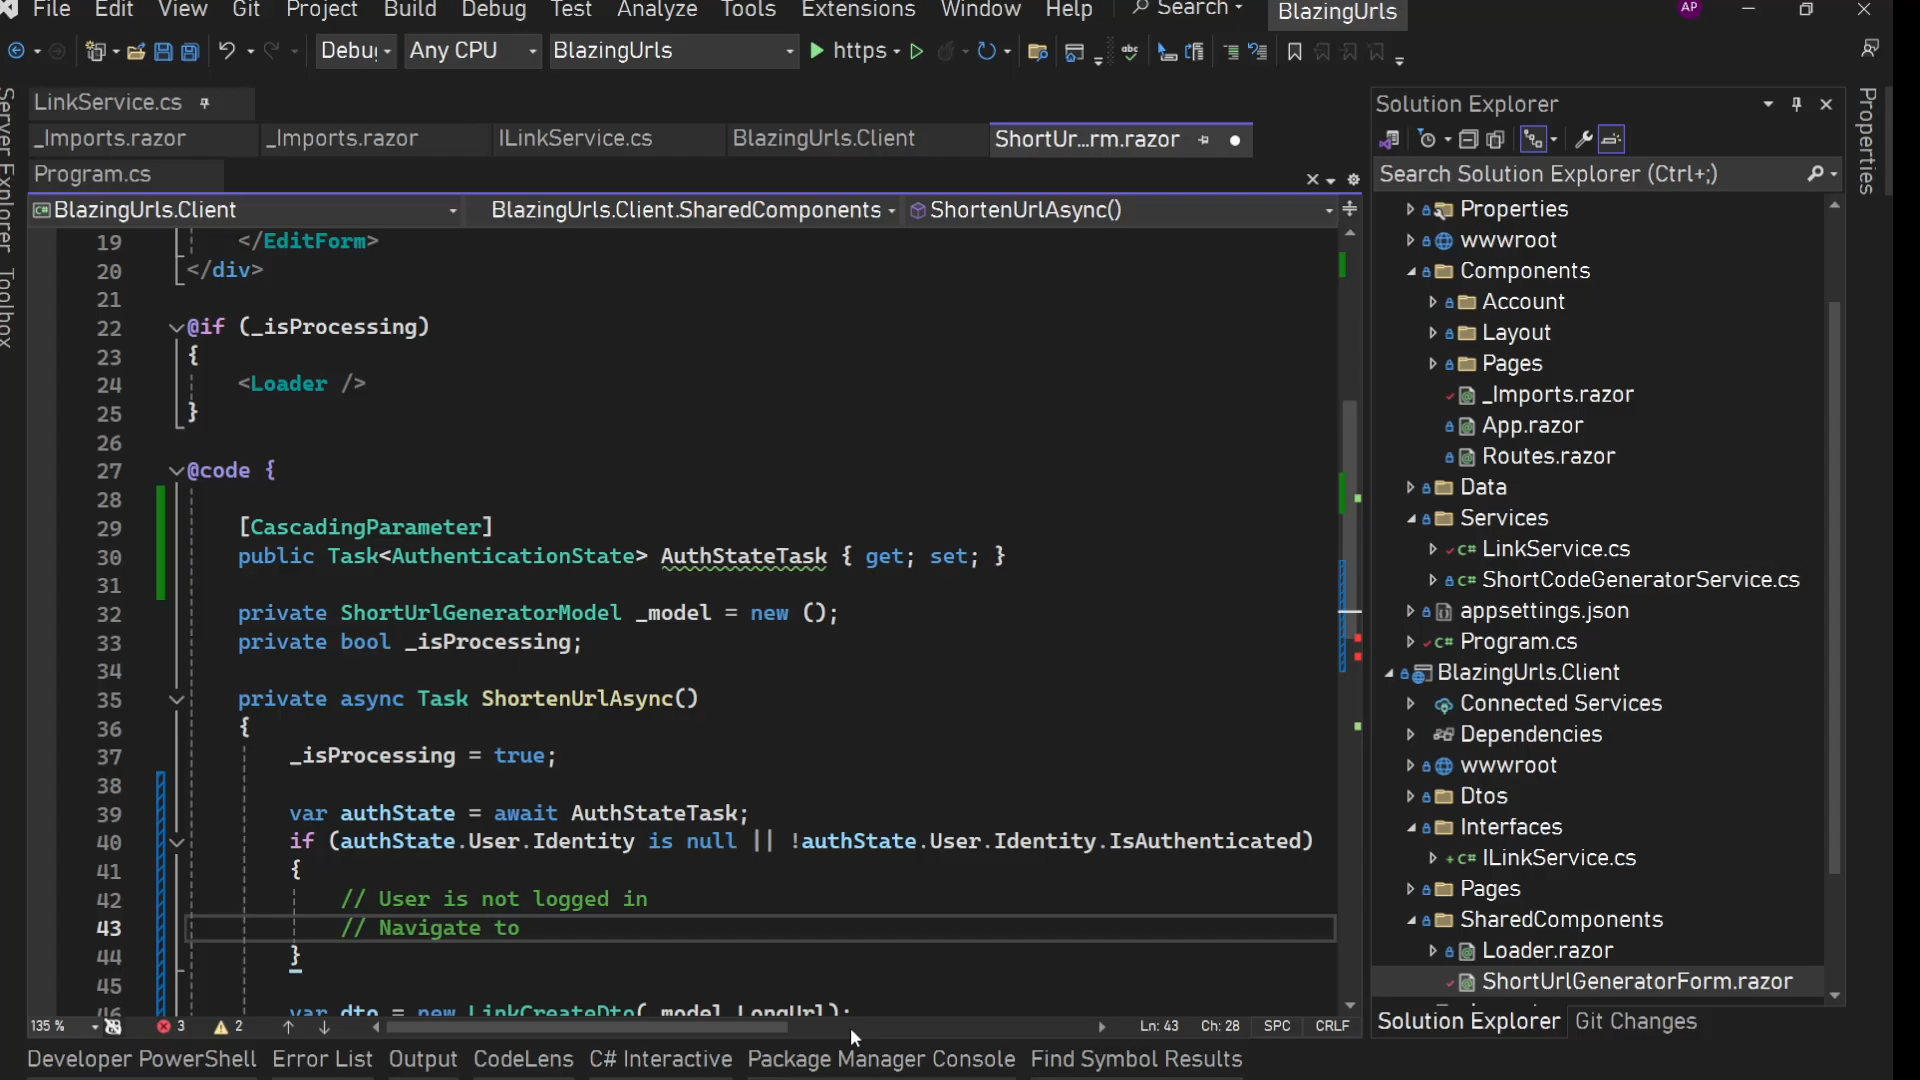 File Edit View Git Project Build Debug Test Analyze Tools Extensions Window Help Search BlazingUrls AP
Debug Any CPU BlazingUrls https
LinkService.cs
_Imports.razor _Imports.razor ILinkService.cs BlazingUrls.Client ShortUr...rm.razor
Program.cs
BlazingUrls.Client BlazingUrls.Client.SharedComponents ShortenUrlAsync()
19 </EditForm>
20 </div>
21
22 @if (_isProcessing)
23 {
24 <Loader />
25 }
26
27 @code {
28
29 [CascadingParameter]
30 public Task<AuthenticationState> AuthStateTask { get; set; }
31
32 private ShortUrlGeneratorModel _model = new ();
33 private bool _isProcessing;
34
35 private async Task ShortenUrlAsync()
36 {
37 _isProcessing = true;
38
39 var authState = await AuthStateTask;
40 if (authState.User.Identity is null || !authState.User.Identity.IsAuthenticated)
41 {
42 // User is not logged in
43 // Navigate to
44 }
45
46 var dto = new LinkCreateDto(_model.LongUrl);
135 % 3 2 Ln: 43 Ch: 28 SPC CRLF
Developer PowerShell Error List Output CodeLens C# Interactive Package Manager Console Find Symbol Results
Server Explorer
Toolbox
Solution Explorer
Search Solution Explorer (Ctrl+;)
Properties
wwwroot
Components
Account
Layout
Pages
_Imports.razor
App.razor
Routes.razor
Data
Services
LinkService.cs
ShortCodeGeneratorService.cs
appsettings.json
Program.cs
BlazingUrls.Client
Connected Services
Dependencies
wwwroot
Dtos
Interfaces
ILinkService.cs
Pages
SharedComponents
Loader.razor
ShortUrlGeneratorForm.razor
Solution Explorer Git Changes
Properties